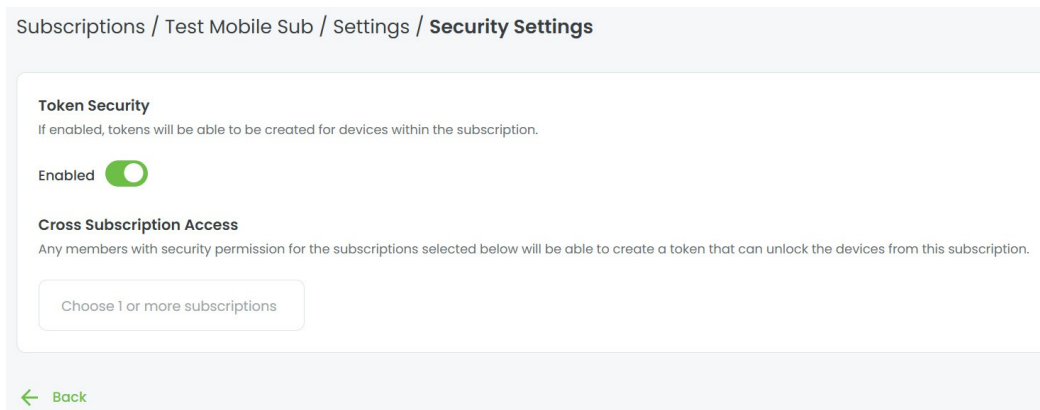 Subscriptions / Test Mobile Sub / Settings / Security Settings
Token Security
If enabled, tokens will be able to be created for devices within the subscription.
Enabled
Cross Subscription Access
Any members with security permission for the subscriptions selected below will be able to create a token that can unlock the devices from this subscription.
Choose 1 or more subscriptions
Back